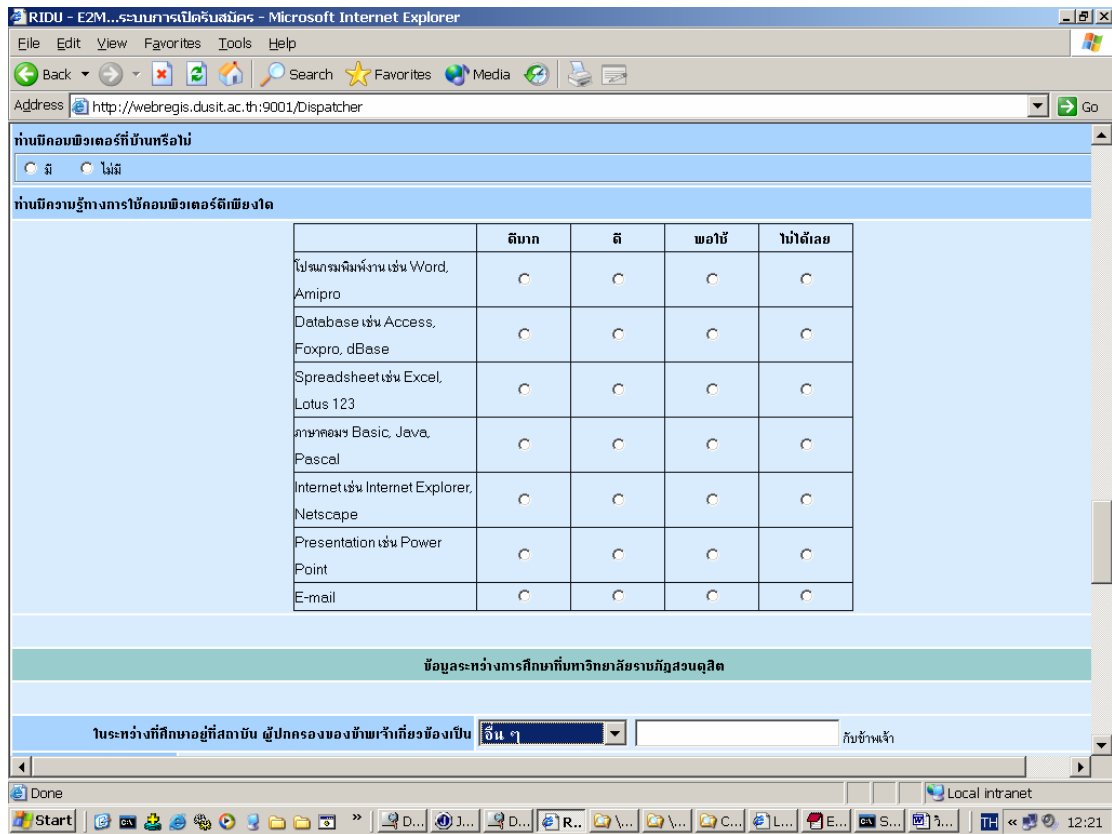 RIDU - E2M...ระบบการเปิดรับสมัคร - Microsoft Internet Explorer
File Edit View Favorites Tools Help
Back Search Favorites Media
Address http://webregis.dusit.ac.th:9001/Dispatcher Go
ท่านมีคอมพิวเตอร์ที่บ้านหรือไม่
มี ไม่มี
ท่านมีความรู้ทางการใช้คอมพิวเตอร์ดีเพียงใด
ดีมาก ดี พอใช้ ไม่ได้เลย
โปรแกรมพิมพ์งาน เช่น Word,
Amipro
Database เช่น Access,
Foxpro, dBase
Spreadsheet เช่น Excel,
Lotus 123
ภาษาคอมฯ Basic, Java,
Pascal
Internet เช่น Internet Explorer,
Netscape
Presentation เช่น Power
Point
E-mail
ข้อมูลระหว่างการศึกษาที่มหาวิทยาลัยราชภัฏสวนดุสิต
ในระหว่างที่ศึกษาอยู่ที่สถาบัน ผู้ปกครองของข้าพเจ้าเกี่ยวข้องเป็น อื่น ๆ กับข้าพเจ้า
Done Local intranet
Start D... J... D... R.. \... \... C... L... E... S... ว... TH 12:21